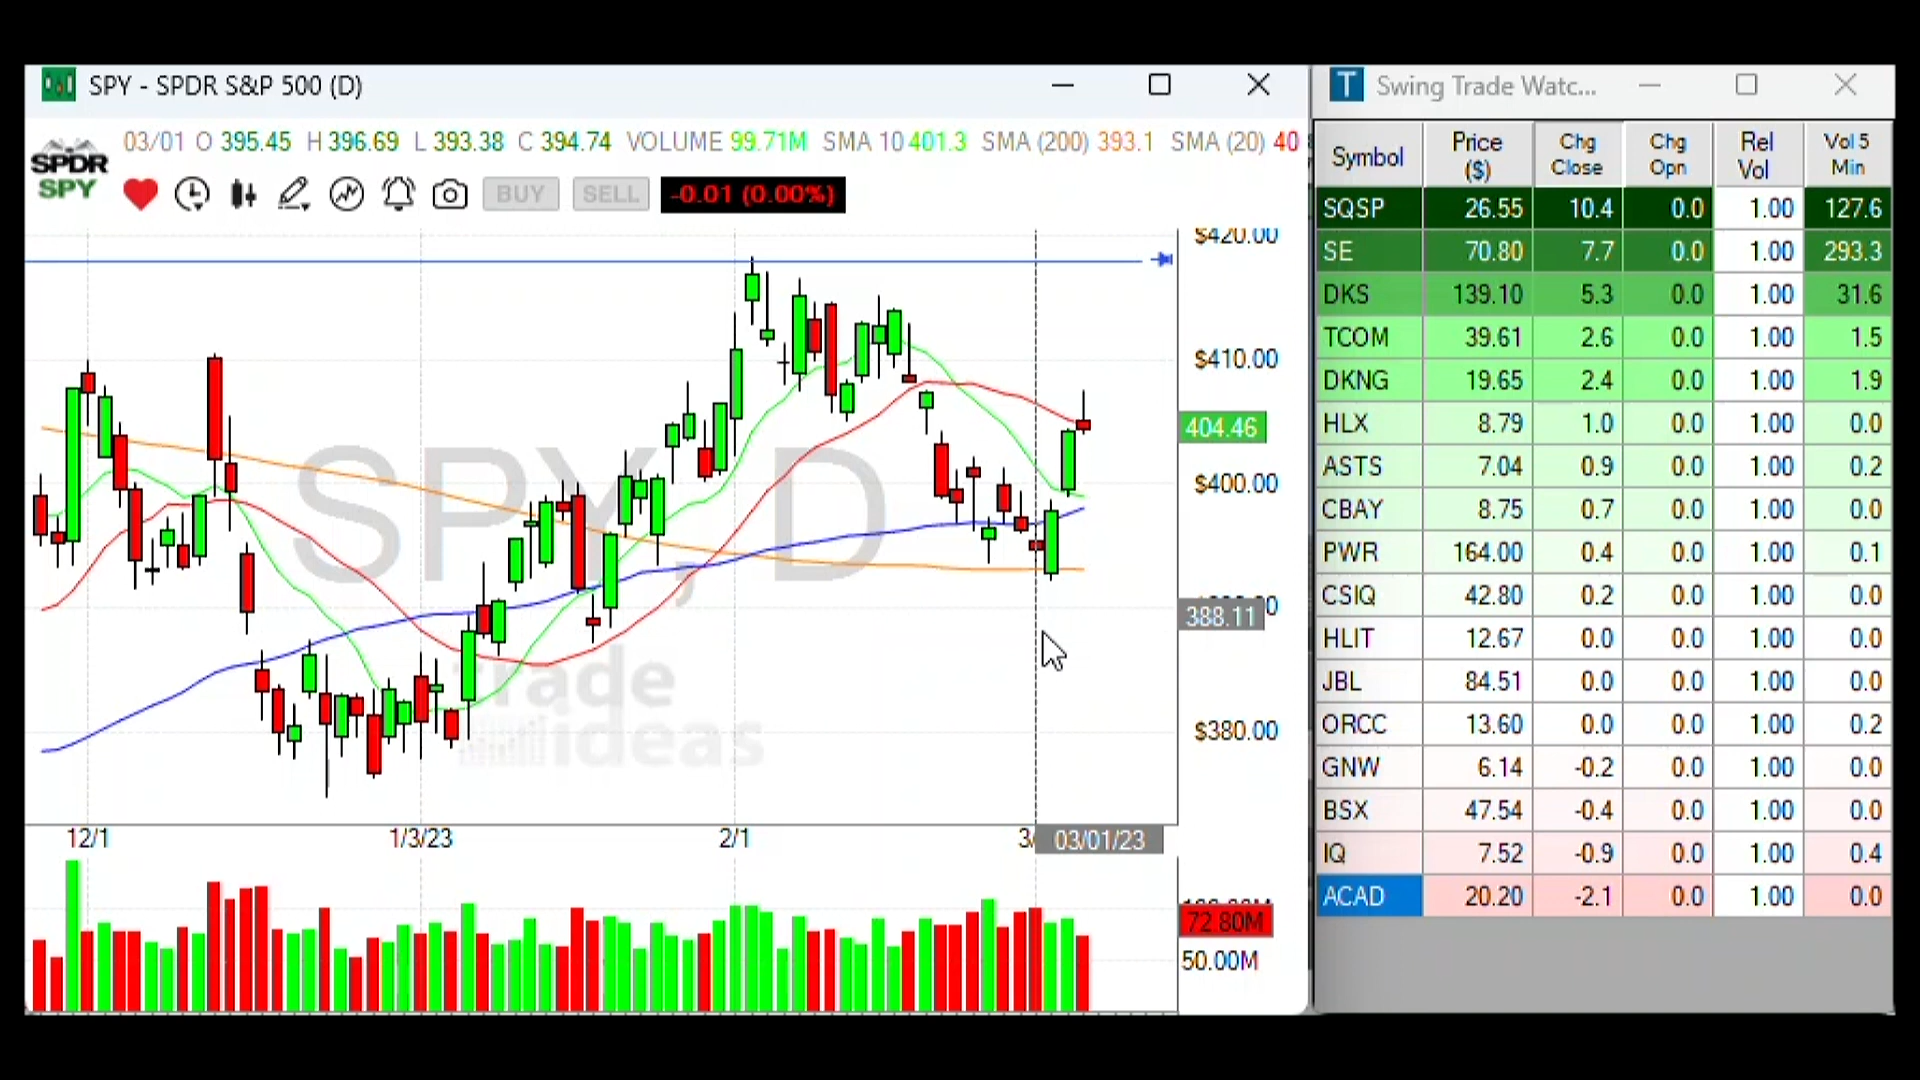 SPY - SPDR S&P 500 (D)
SPDR
SPY
03/01 O 395.45 H 396.69 L 393.38 C 394.74 VOLUME 99.71M SMA 10 401.3 SMA (200) 393.1 SMA (20) 40
BUY
SELL
-0.01 (0.00%)
SPY, D
trade
ideas
$420.00
$410.00
404.46
$400.00
388.11
$380.00
12/1
1/3/23
2/1
3/
03/01/23
72.80M
50.00M
T Swing Trade Watc...
Symbol Price ($) Chg Close Chg Opn Rel Vol Vol 5 Min
SQSP 26.55 10.4 0.0 1.00 127.6
SE 70.80 7.7 0.0 1.00 293.3
DKS 139.10 5.3 0.0 1.00 31.6
TCOM 39.61 2.6 0.0 1.00 1.5
DKNG 19.65 2.4 0.0 1.00 1.9
HLX 8.79 1.0 0.0 1.00 0.0
ASTS 7.04 0.9 0.0 1.00 0.2
CBAY 8.75 0.7 0.0 1.00 0.0
PWR 164.00 0.4 0.0 1.00 0.1
CSIQ 42.80 0.2 0.0 1.00 0.0
HLIT 12.67 0.0 0.0 1.00 0.0
JBL 84.51 0.0 0.0 1.00 0.0
ORCC 13.60 0.0 0.0 1.00 0.2
GNW 6.14 -0.2 0.0 1.00 0.0
BSX 47.54 -0.4 0.0 1.00 0.0
IQ 7.52 -0.9 0.0 1.00 0.4
ACAD 20.20 -2.1 0.0 1.00 0.0